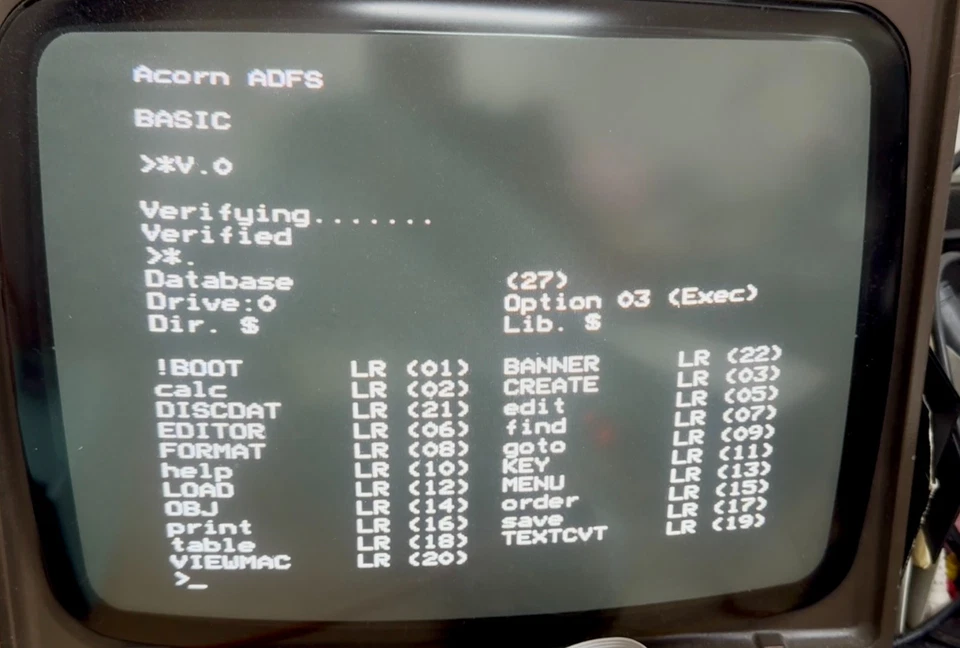 Acorn ADFS
BASIC
>*V.0
Verifying.......
Verified
>*.
Database (27)
Drive:0 Option 03 (Exec)
Dir. $ Lib. $
!BOOT LR (01) BANNER LR (22)
calc LR (02) CREATE LR (03)
DISCDAT LR (21) edit LR (05)
EDITOR LR (06) find LR (07)
FORMAT LR (08) goto LR (09)
help LR (10) KEY LR (11)
LOAD LR (12) MENU LR (13)
OBJ LR (14) order LR (15)
print LR (16) save LR (17)
table LR (18) TEXTCVT LR (19)
VIEWMAC LR (20)
>_